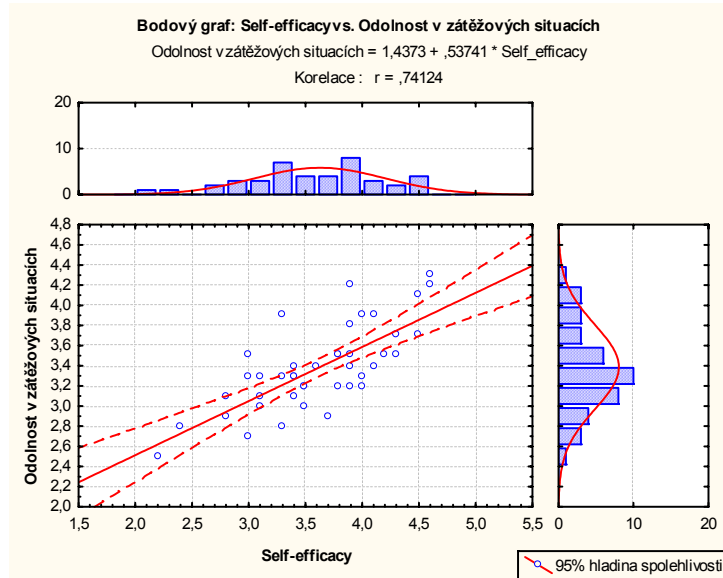 Bodový graf: Self-efficacyvs. Odolnost v zátěžových situacích
Odolnost v zátěžových situacích = 1,4373 + ,53741 * Self_efficacy
Korelace : r = ,74124
20
10
0
4,8
4,6
4,4
4,2
4,0
3,8
3,6
3,4
3,2
3,0
2,8
2,6
2,4
2,2
2,0
Odolnost v zátěžových situacích
1,5 2,0 2,5 3,0 3,5 4,0 4,5 5,0 5,5
0 10 20
Self-efficacy
95% hladina spolehlivosti